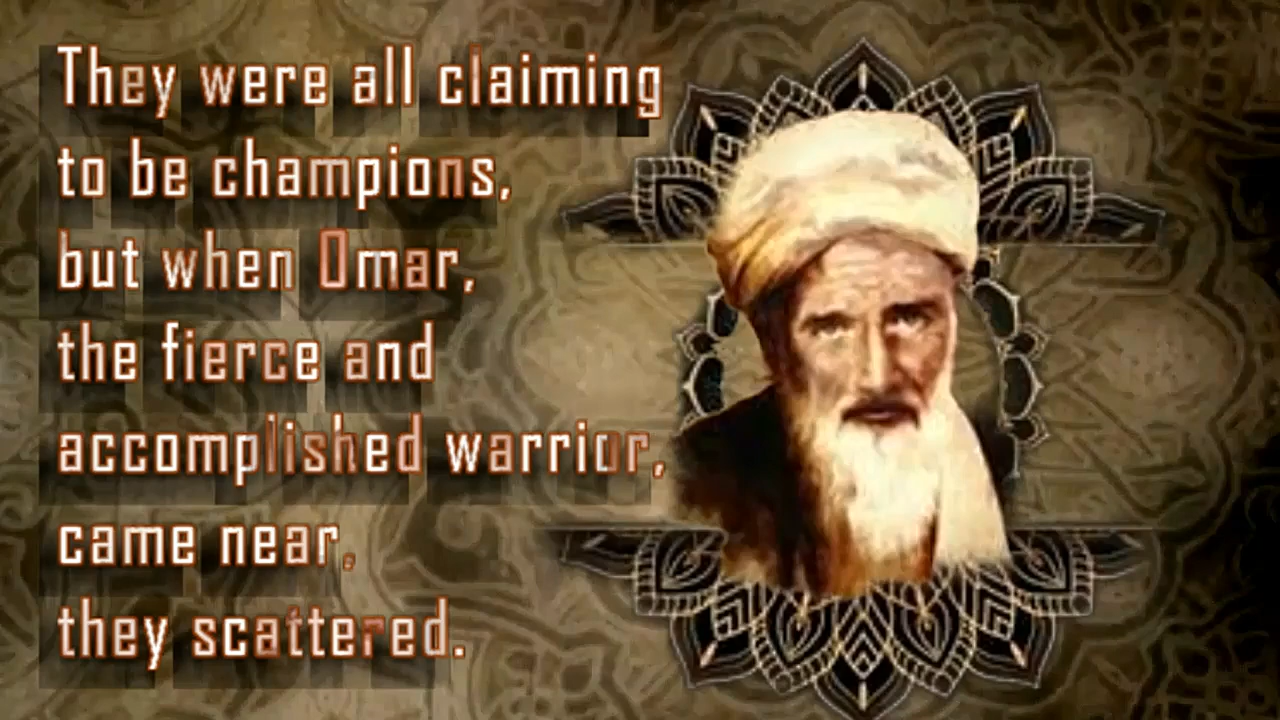 They were all claiming
to be champions,
but when Omar,
the fierce and
accomplished warrior,
came near,
they scattered.